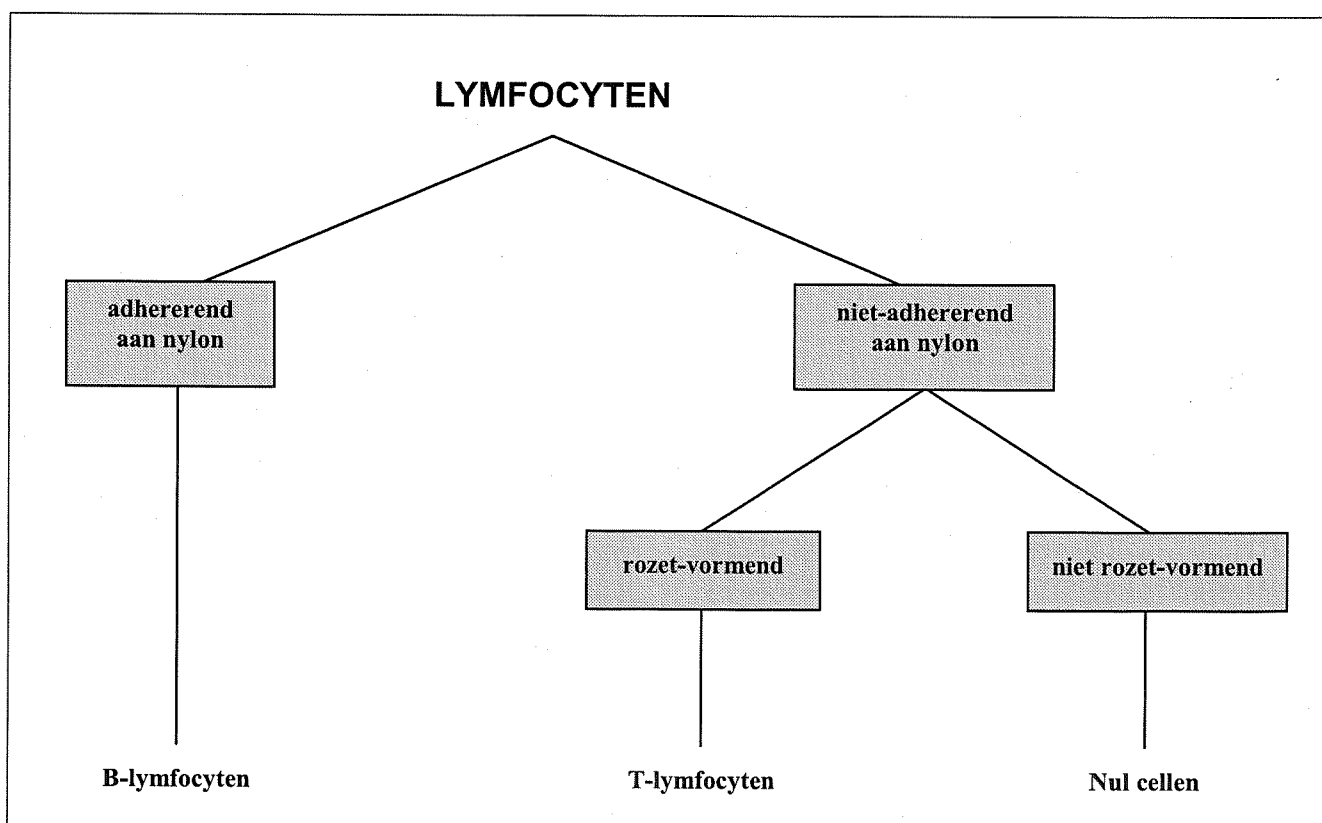 LYMFOCYTEN
adhererend
aan nylon
niet-adhererend
aan nylon
rozet-vormend
niet rozet-vormend
B-lymfocyten
T-lymfocyten
Nul cellen